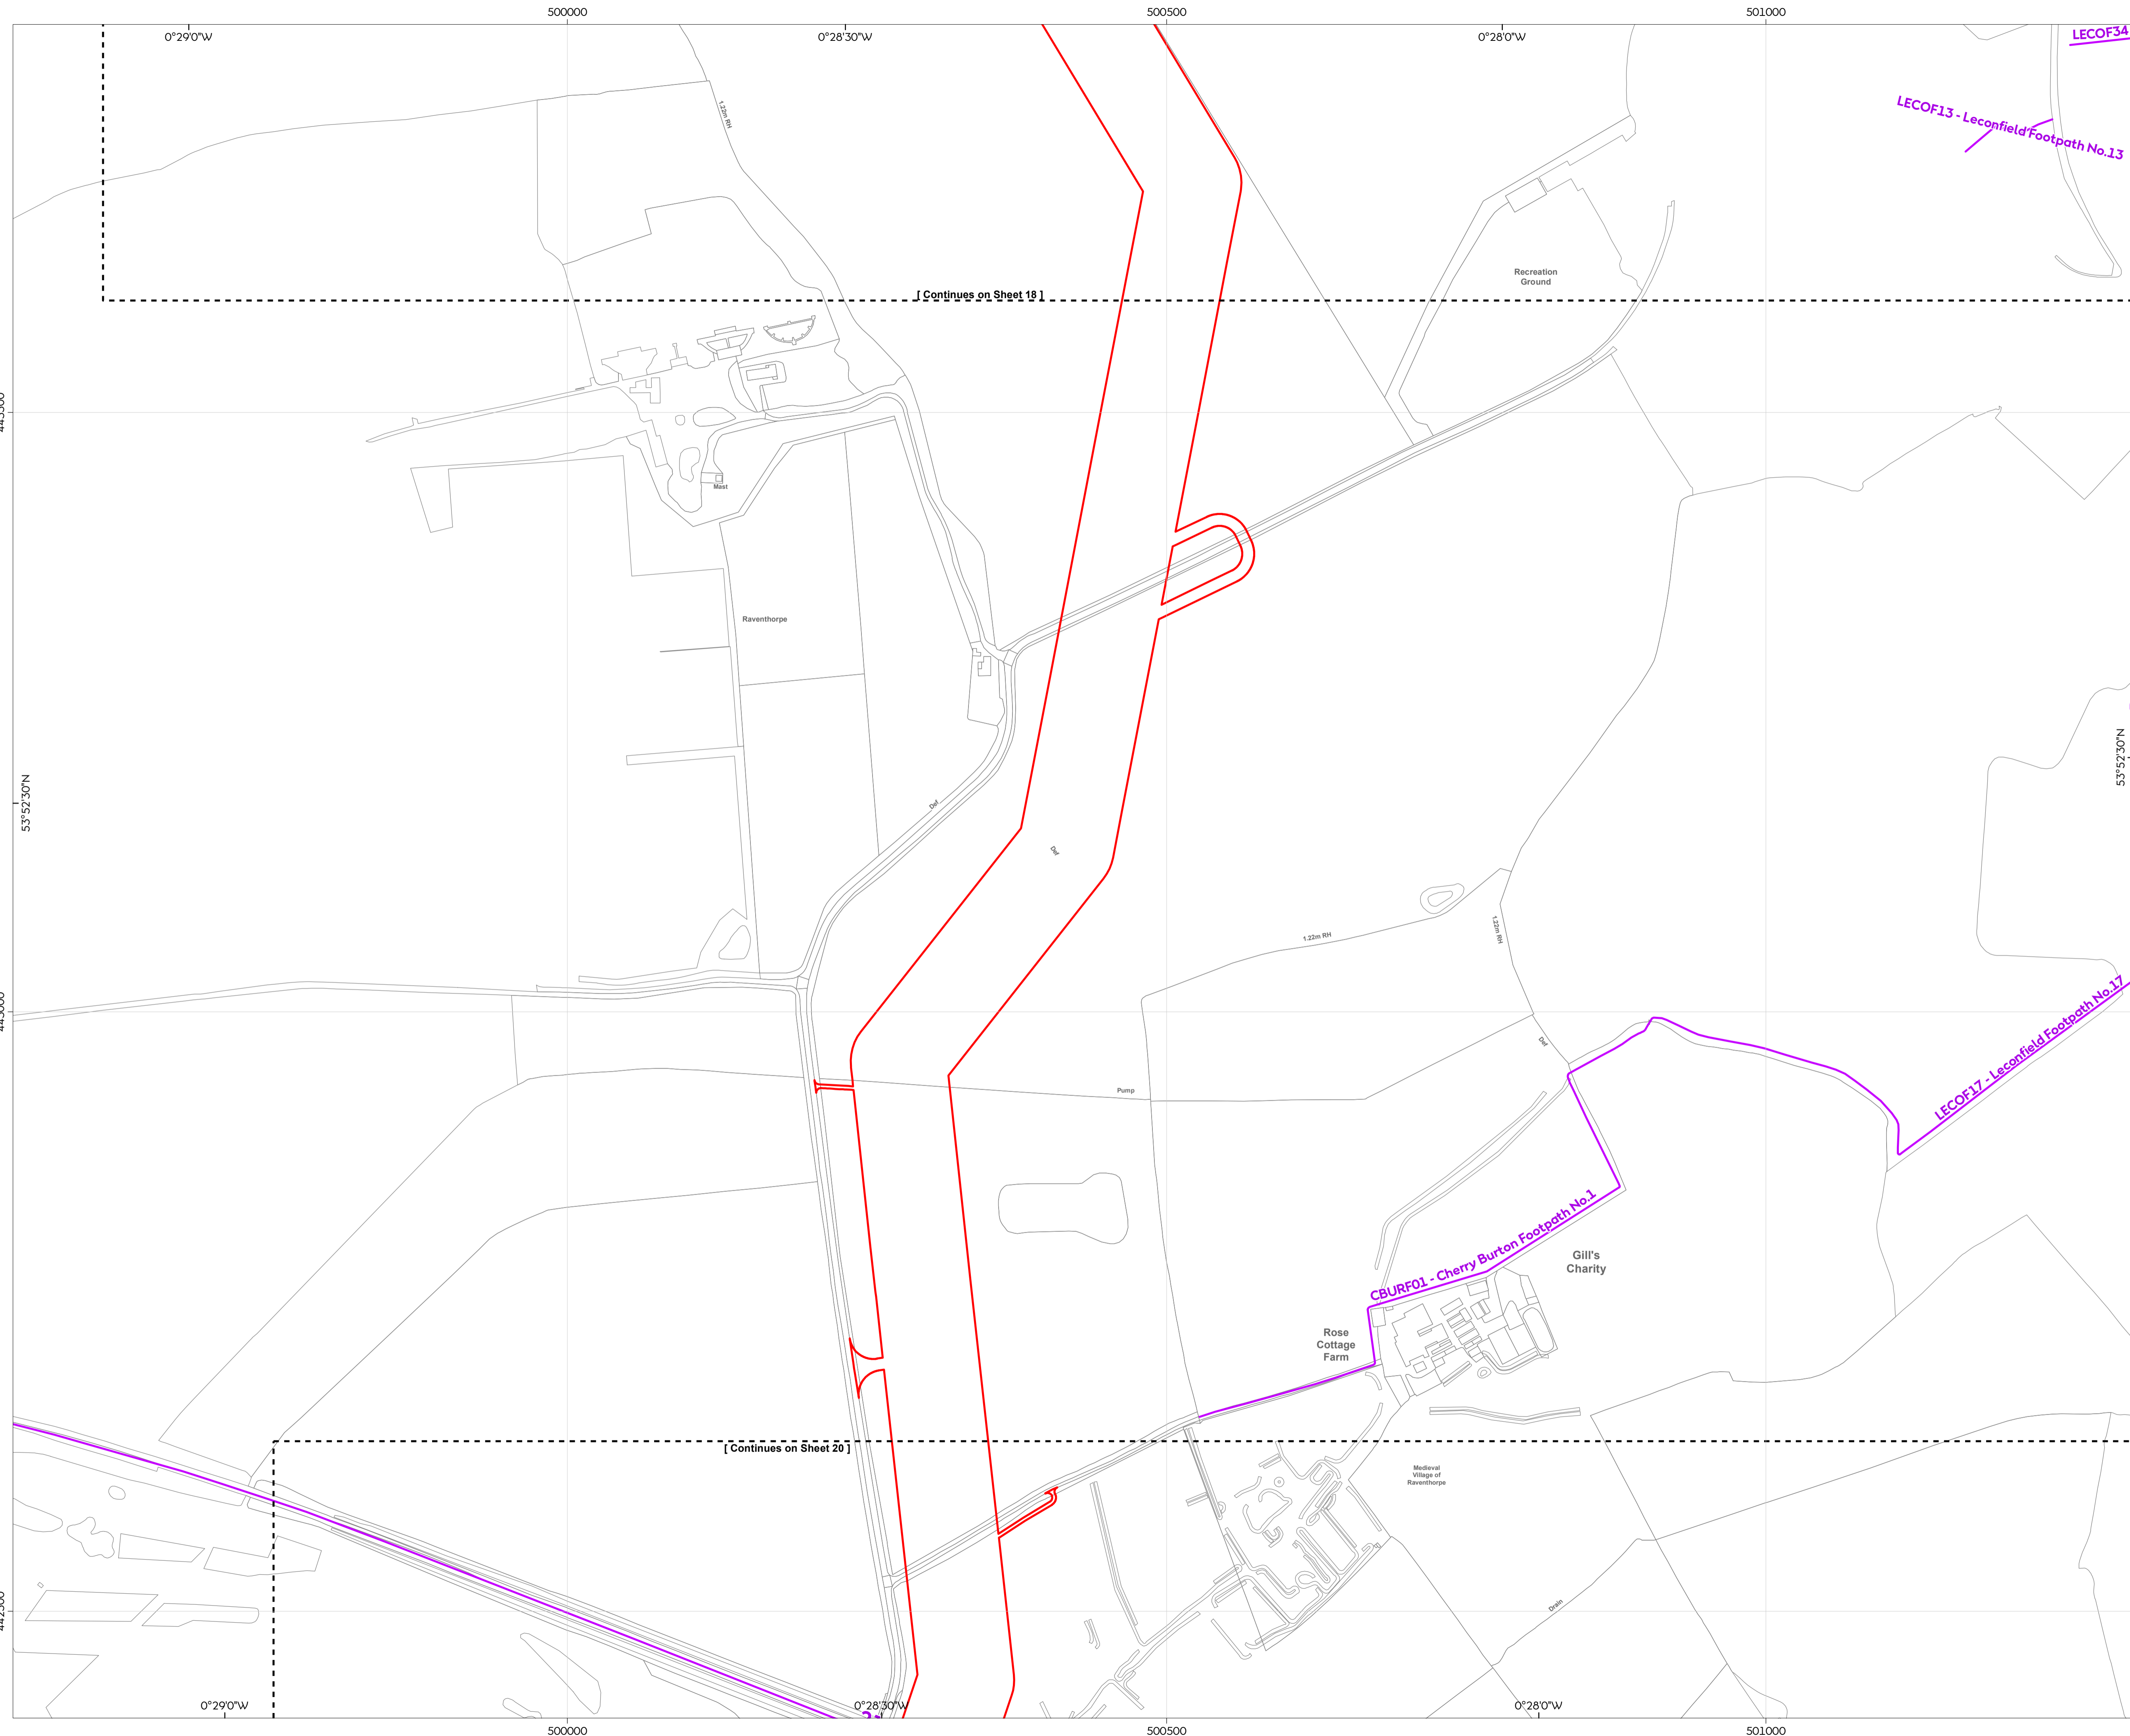 500000
500500
501000
0°29'0"W
0°28'30"W
0°28'0"W
LECOF34
1.22m RH
LECOF13 - Leconfield Footpath No.13
Recreation
Ground
[ Continues on Sheet 18 ]
Mast
Raventhorpe
53°52'30"N
53°52'30"N
Def
Def
1.22m RH
1.22m RH
LECOF17 - Leconfield Footpath No.17
Def
Pump
CBURF01 - Cherry Burton Footpath No.1
Gill's
Charity
Rose
Cottage
Farm
[ Continues on Sheet 20 ]
Medieval
Village of
Raventhorpe
Drain
0°29'0"W
0°28'30"W
0°28'0"W
500000
500500
501000